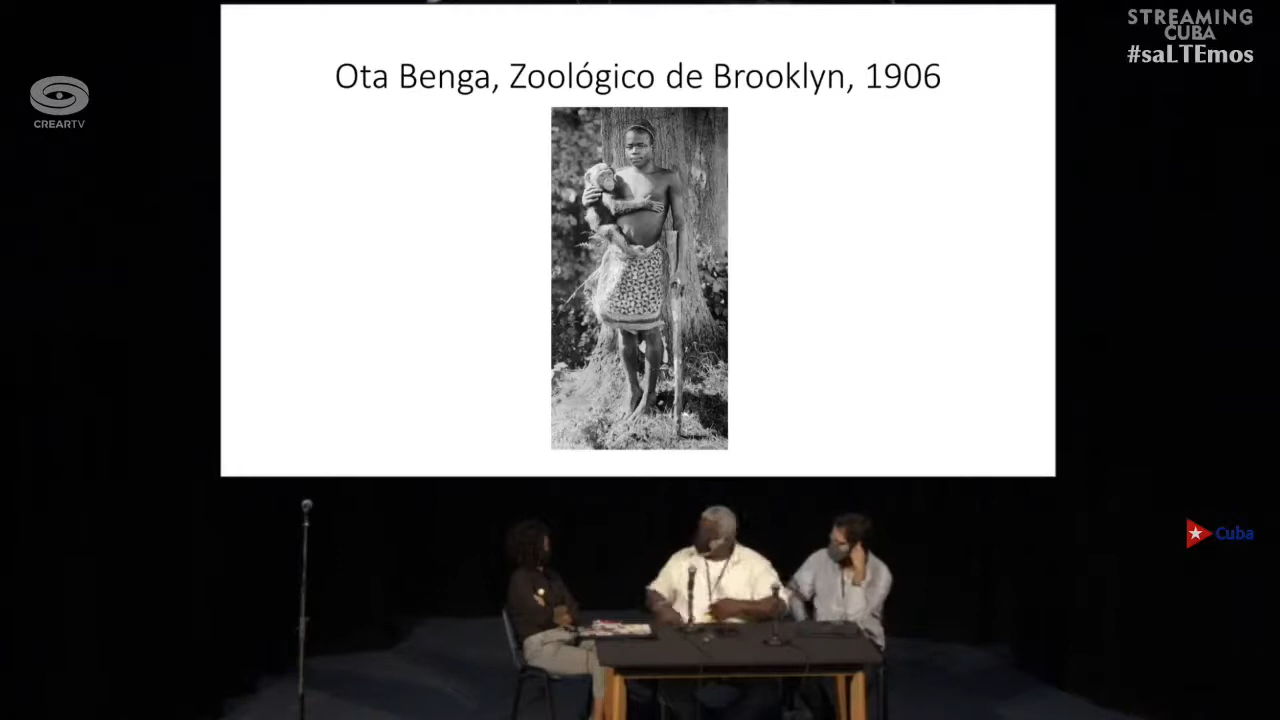 STREAMING
CUBA
#saLTEmos
Ota Benga, Zoológico de Brooklyn, 1906
CREARTV
Cuba